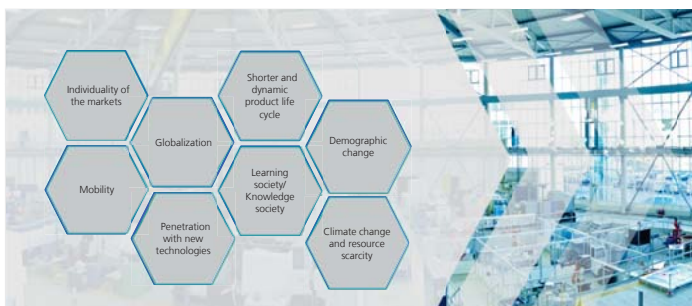 Individuality of
the markets
Globalization
Shorter and
dynamic
product life
cycle
Demographic
change
Mobility
Penetration
with new
technologies
Learning
society/
Knowledge
society
Climate change
and resource
scarcity